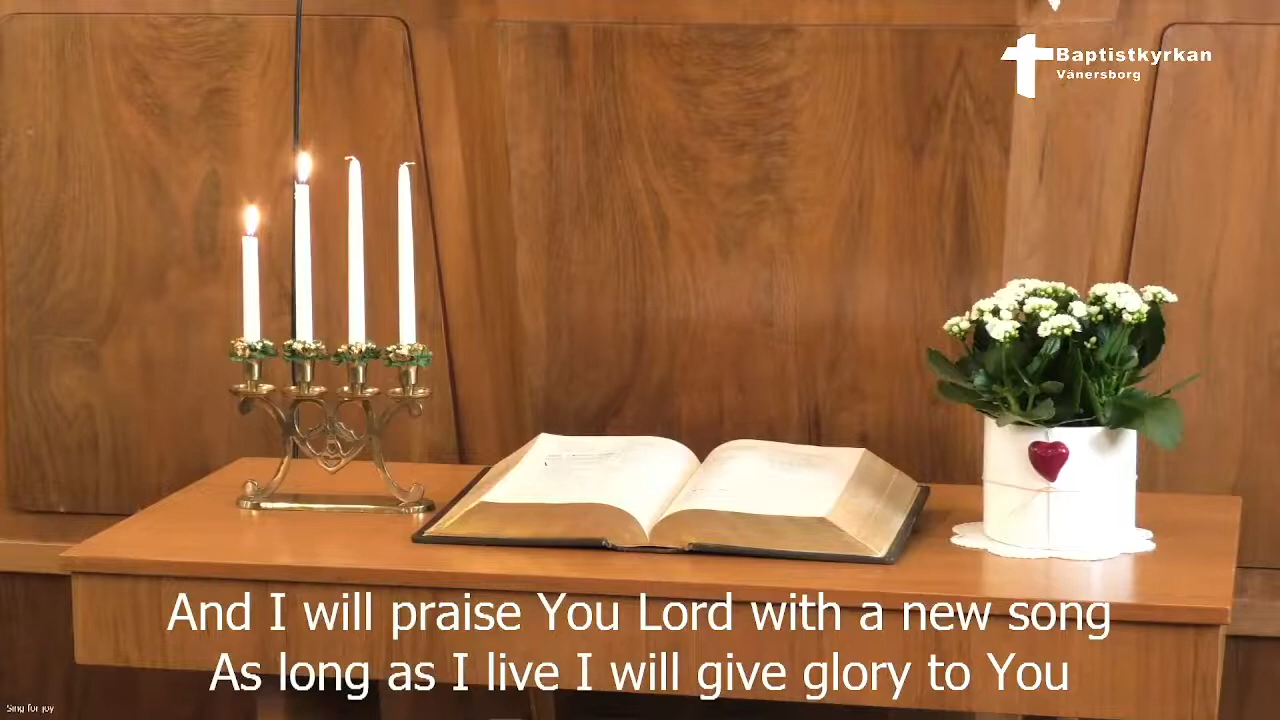 Baptistkyrkan
Vänersborg
And I will praise You Lord with a new song
As long as I live I will give glory to You
Sing for joy